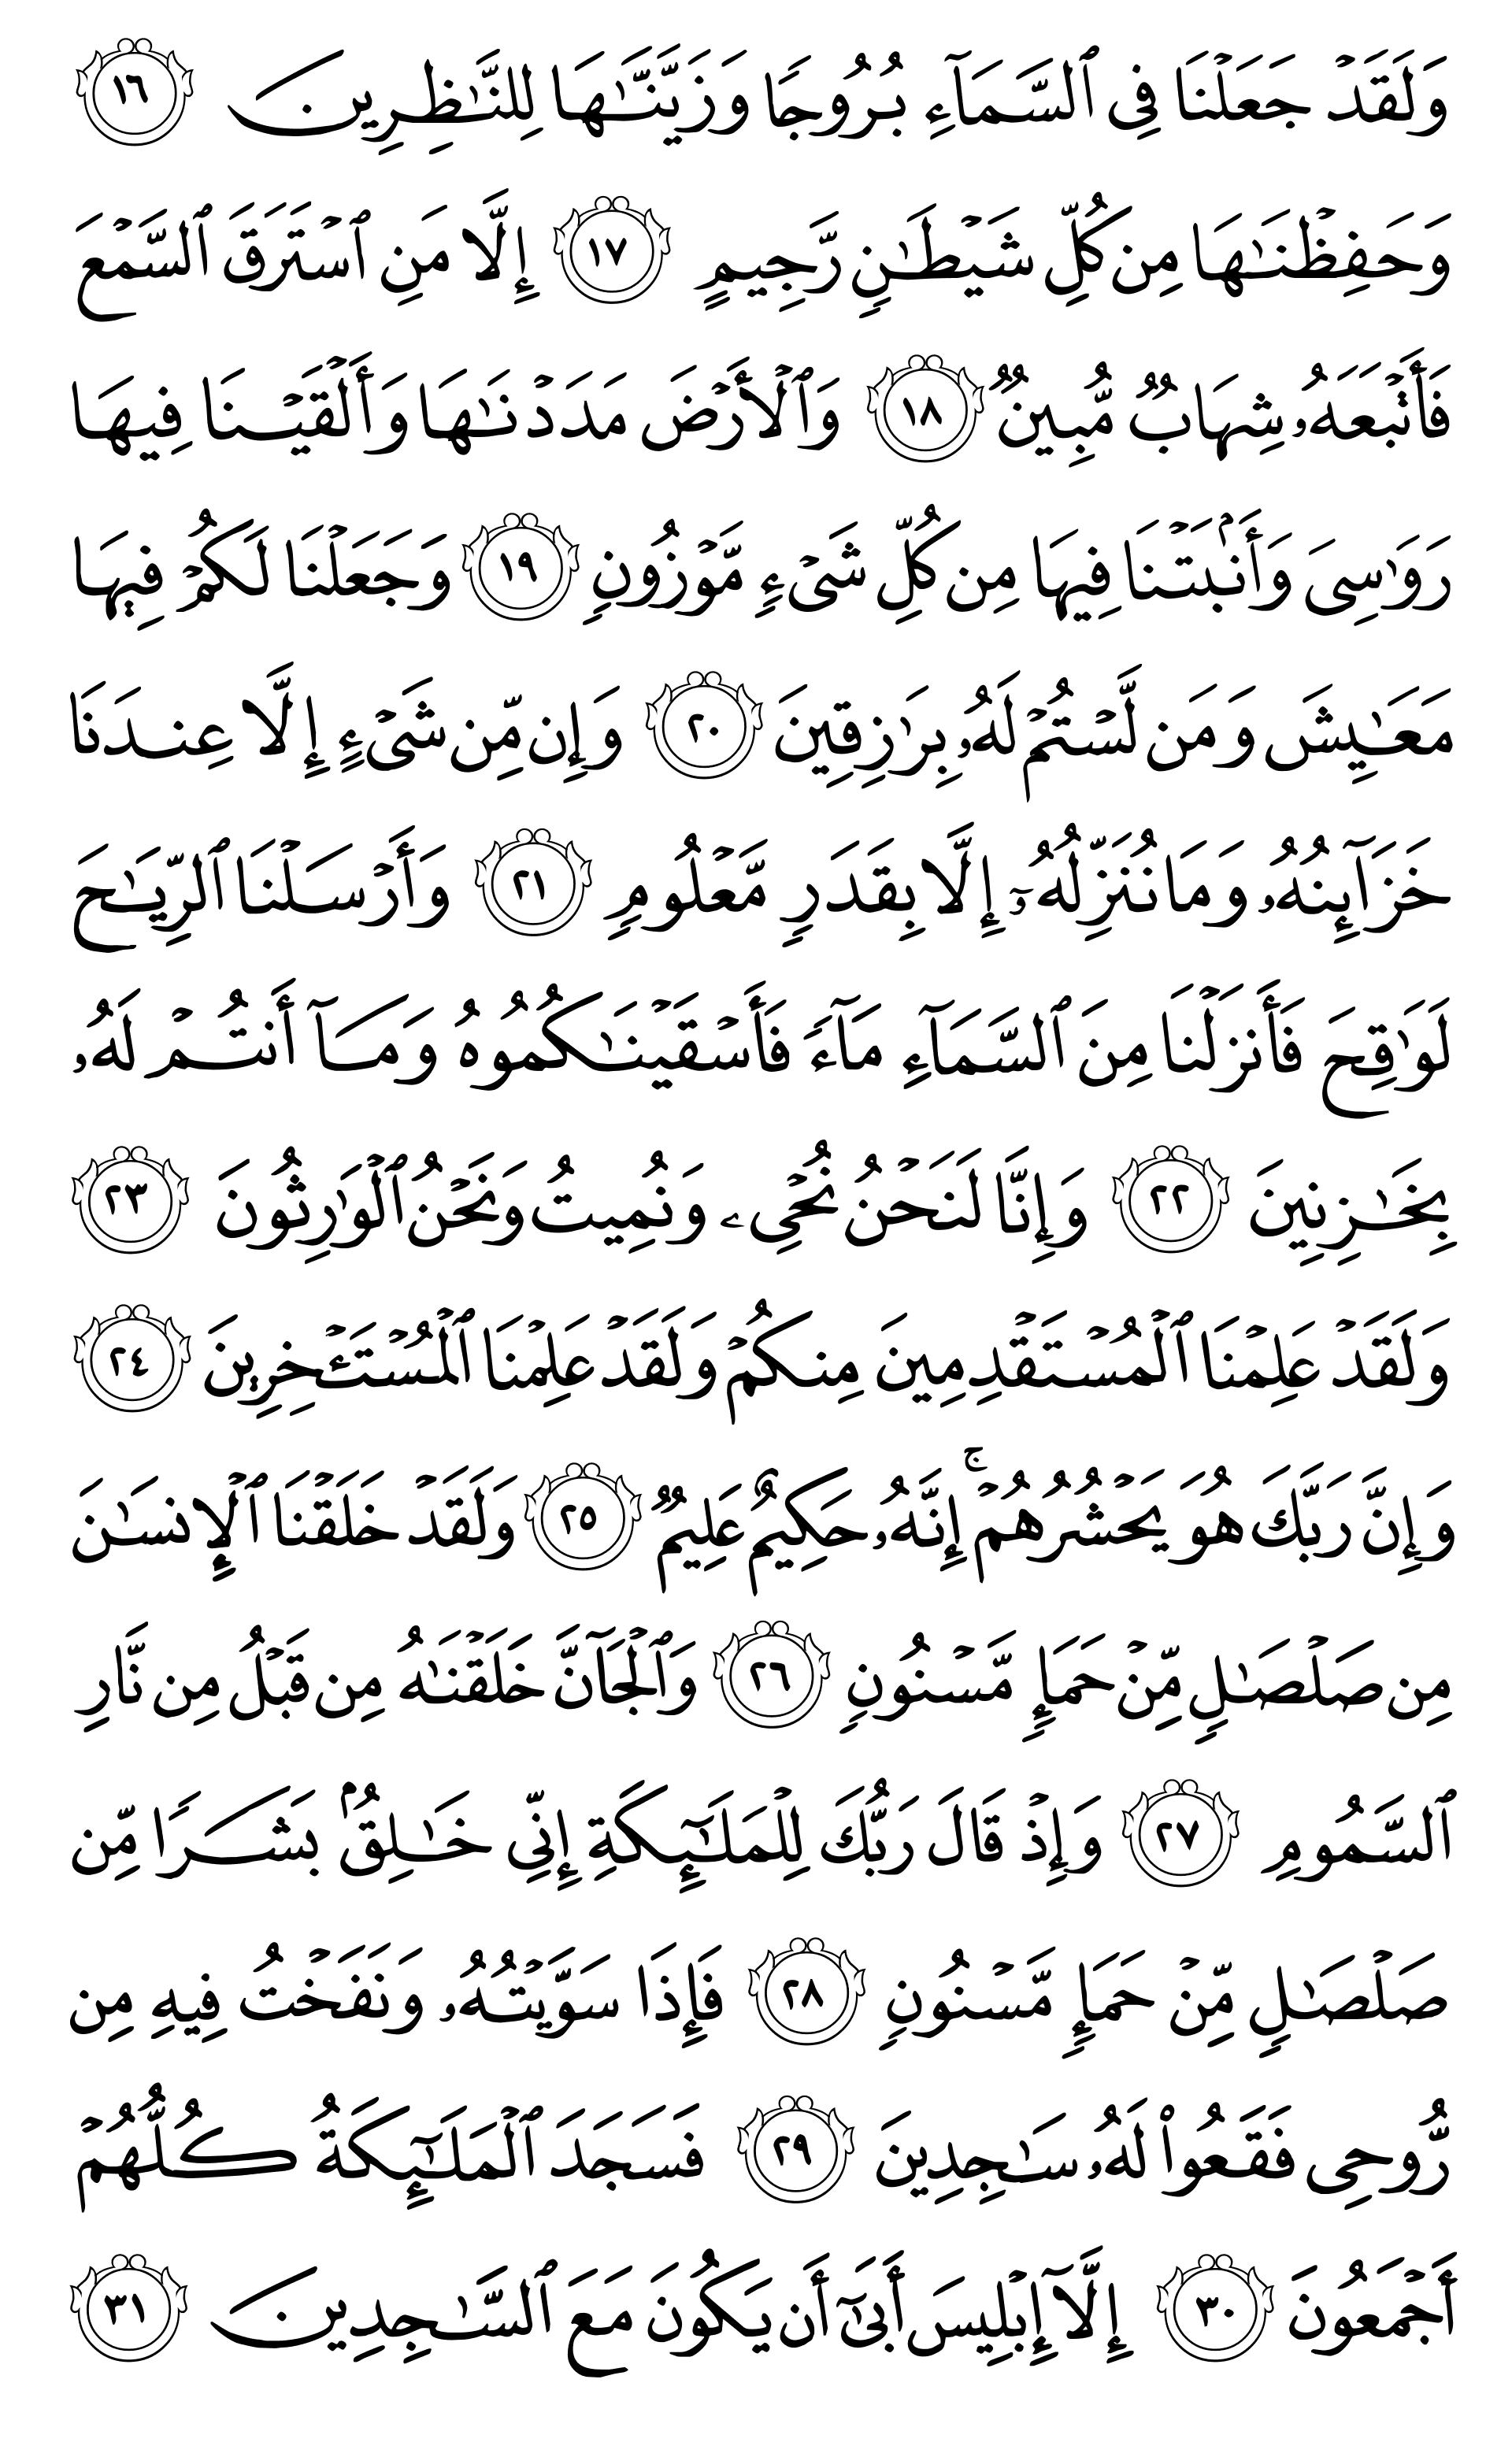 وَلَقَدۡ جَعَلۡنَا فِي ٱلسَّمَآءِ بُرُوجٗا وَزَيَّنَّٰهَا لِلنَّٰظِرِينَ ١٦
وَحَفِظۡنَٰهَا مِن كُلِّ شَيۡطَٰنٖ رَّجِيمٍ ١٧ إِلَّا مَنِ ٱسۡتَرَقَ ٱلسَّمۡعَ
فَأَتۡبَعَهُۥ شِهَابٞ مُّبِينٞ ١٨ وَٱلۡأَرۡضَ مَدَدۡنَٰهَا وَأَلۡقَيۡنَا فِيهَا
رَوَٰسِيَ وَأَنۢبَتۡنَا فِيهَا مِن كُلِّ شَيۡءٖ مَّوۡزُونٖ ١٩ وَجَعَلۡنَا لَكُمۡ فِيهَا
مَعَٰيِشَ وَمَن لَّسۡتُمۡ لَهُۥ بِرَٰزِقِينَ ٢٠ وَإِن مِّن شَيۡءٍ إِلَّا عِندَنَا
خَزَآئِنُهُۥ وَمَا نُنَزِّلُهُۥٓ إِلَّا بِقَدَرٖ مَّعۡلُومٖ ٢١ وَأَرۡسَلۡنَا ٱلرِّيَٰحَ
لَوَٰقِحَ فَأَنزَلۡنَا مِنَ ٱلسَّمَآءِ مَآءٗ فَأَسۡقَيۡنَٰكُمُوهُ وَمَآ أَنتُمۡ لَهُۥ
بِخَٰزِنِينَ ٢٢ وَإِنَّا لَنَحۡنُ نُحۡيِۦ وَنُمِيتُ وَنَحۡنُ ٱلۡوَٰرِثُونَ ٢٣
وَلَقَدۡ عَلِمۡنَا ٱلۡمُسۡتَقۡدِمِينَ مِنكُمۡ وَلَقَدۡ عَلِمۡنَا ٱلۡمُسۡتَـٔۡخِرِينَ ٢٤
وَإِنَّ رَبَّكَ هُوَ يَحۡشُرُهُمۡۚ إِنَّهُۥ حَكِيمٌ عَلِيمٞ ٢٥ وَلَقَدۡ خَلَقۡنَا ٱلۡإِنسَٰنَ
مِن صَلۡصَٰلٖ مِّنۡ حَمَإٖ مَّسۡنُونٖ ٢٦ وَٱلۡجَآنَّ خَلَقۡنَٰهُ مِن قَبۡلُ مِن نَّارِ
ٱلسَّمُومِ ٢٧ وَإِذۡ قَالَ رَبُّكَ لِلۡمَلَٰٓئِكَةِ إِنِّي خَٰلِقُۢ بَشَرٗا مِّن
صَلۡصَٰلٖ مِّنۡ حَمَإٖ مَّسۡنُونٖ ٢٨ فَإِذَا سَوَّيۡتُهُۥ وَنَفَخۡتُ فِيهِ مِن
رُّوحِي فَقَعُواْ لَهُۥ سَٰجِدِينَ ٢٩ فَسَجَدَ ٱلۡمَلَٰٓئِكَةُ كُلُّهُمۡ
أَجۡمَعُونَ ٣٠ إِلَّآ إِبۡلِيسَ أَبَىٰٓ أَن يَكُونَ مَعَ ٱلسَّٰجِدِينَ ٣١